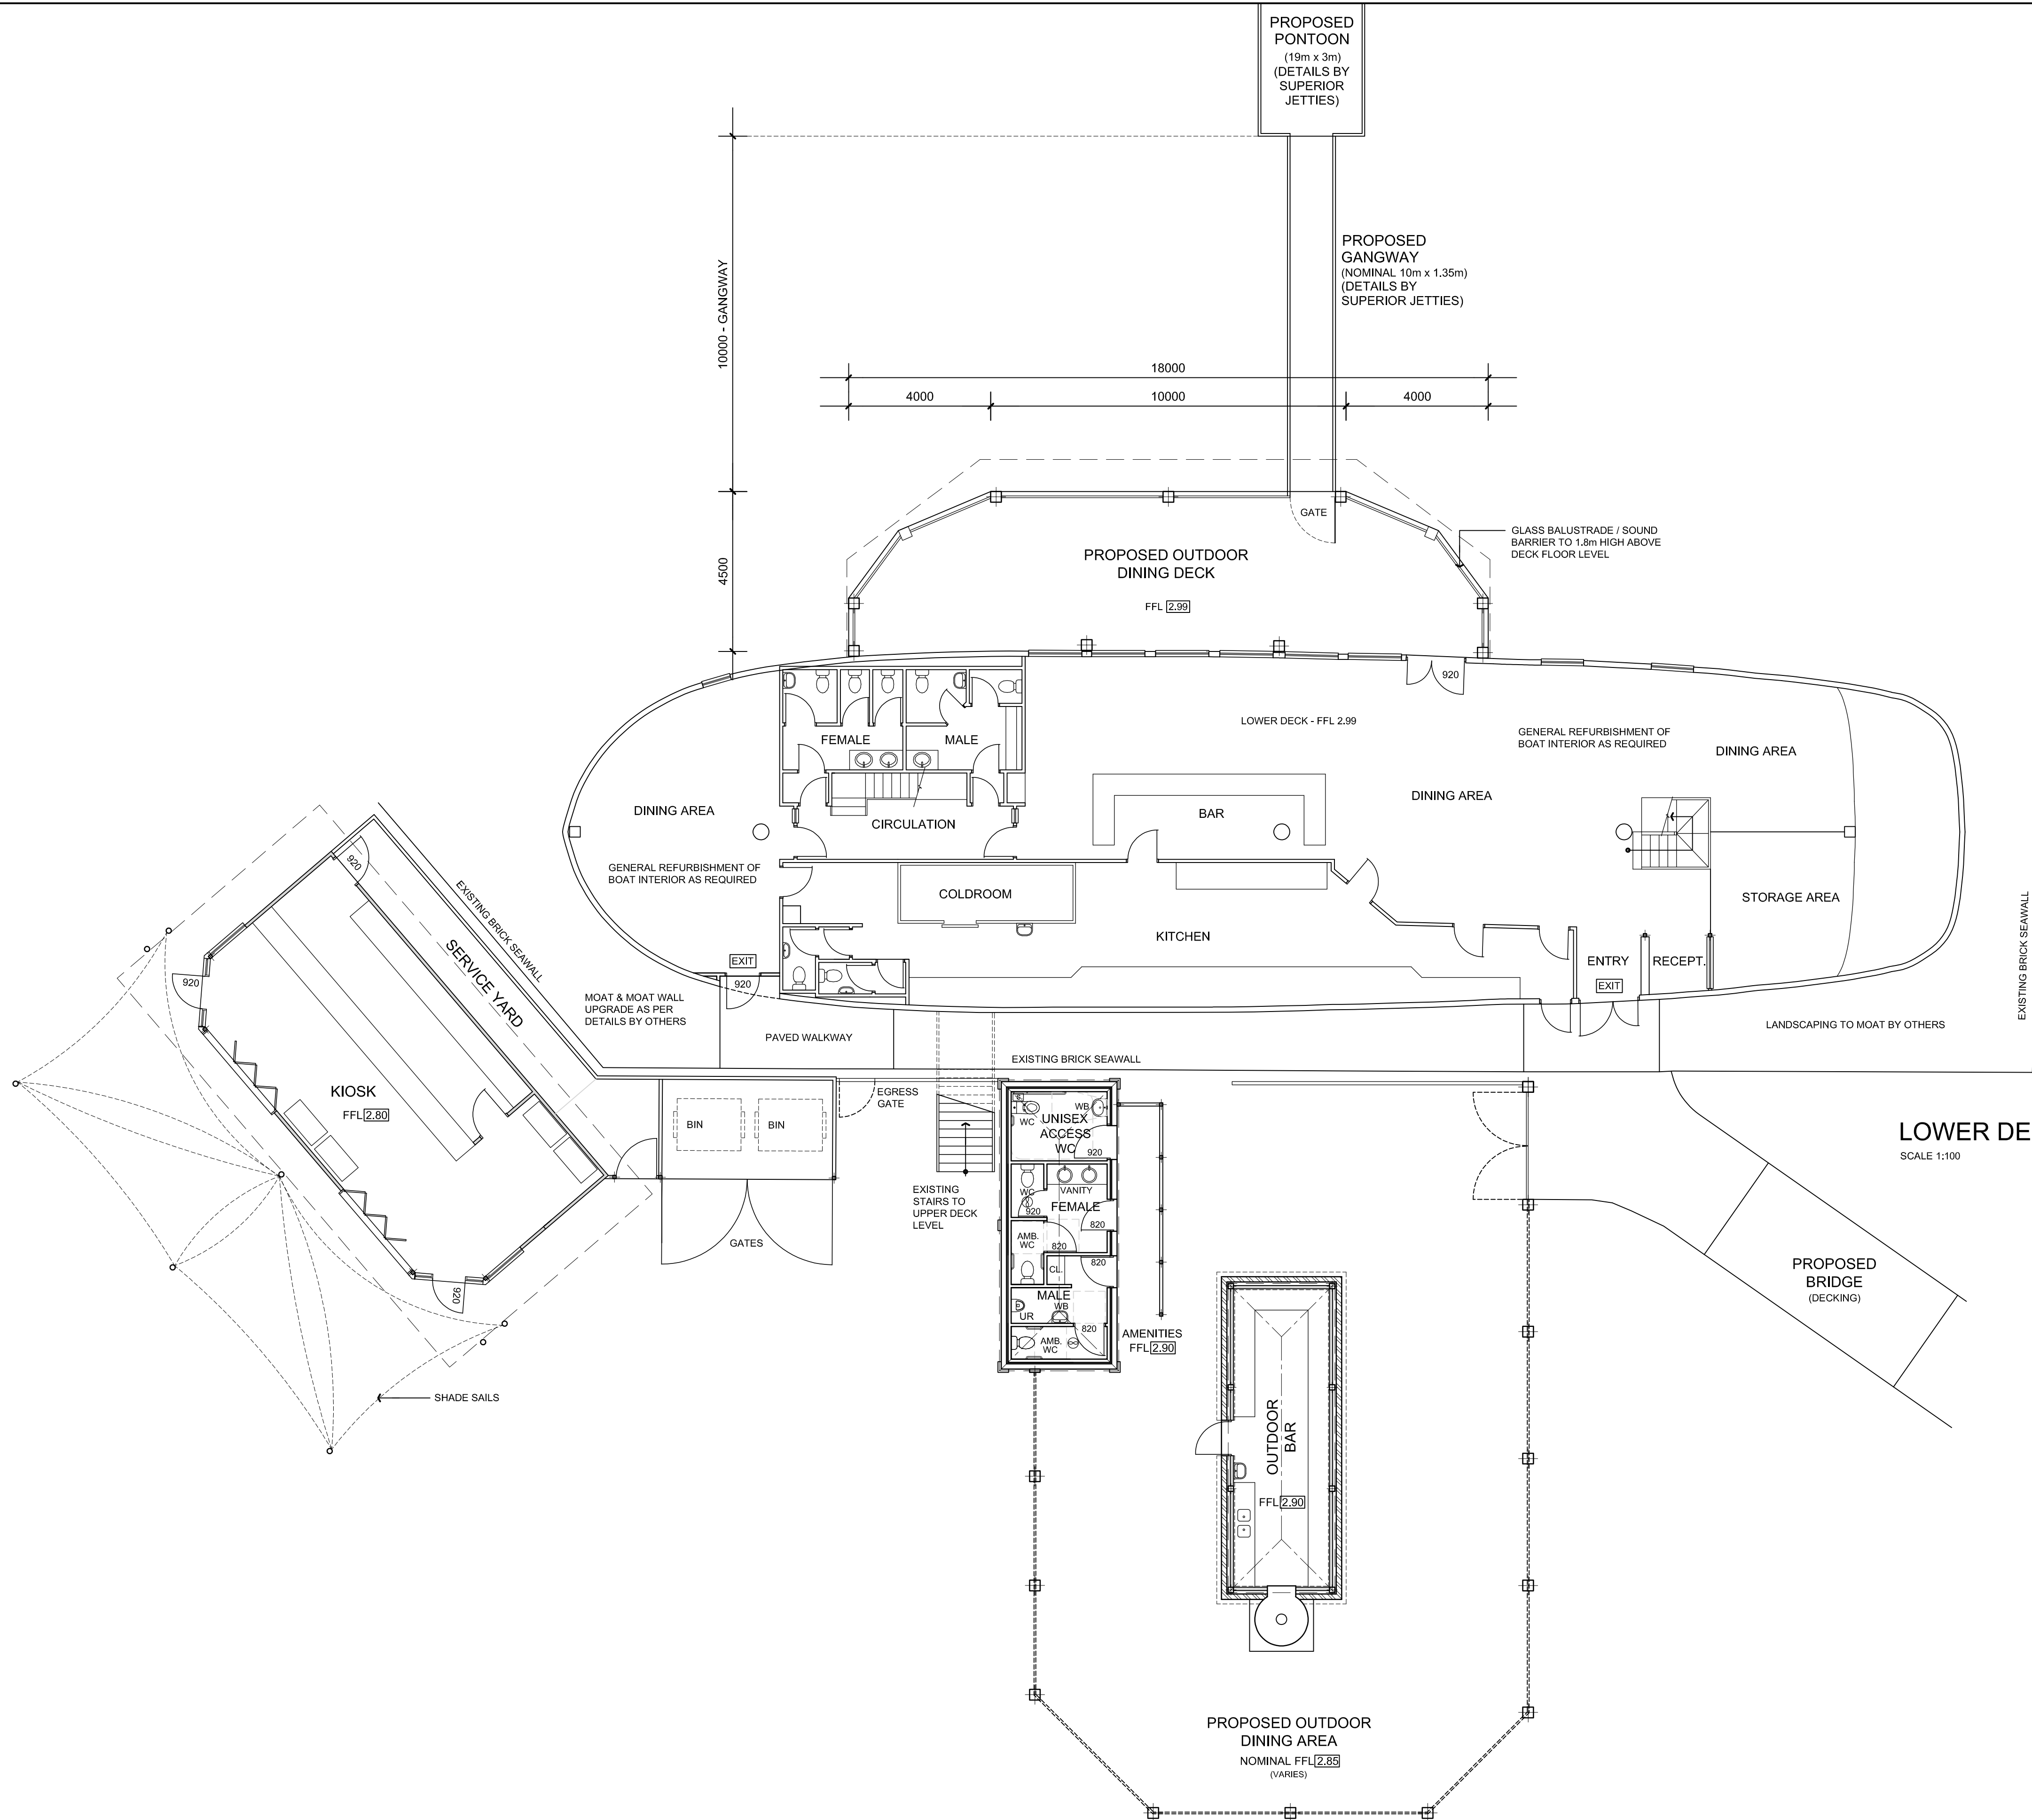 PROPOSED
PONTOON
(19m x 3m)
(DETAILS BY
SUPERIOR
JETTIES)
10000 - GANGWAY
PROPOSED
GANGWAY
(NOMINAL 10m x 1.35m)
(DETAILS BY
SUPERIOR JETTIES)
18000
4000
10000
4000
4500
GATE
GLASS BALUSTRADE / SOUND
BARRIER TO 1.8m HIGH ABOVE
DECK FLOOR LEVEL
PROPOSED OUTDOOR
DINING DECK
FFL 2.99
920
LOWER DECK - FFL 2.99
GENERAL REFURBISHMENT OF
BOAT INTERIOR AS REQUIRED
DINING AREA
FEMALE
MALE
DINING AREA
CIRCULATION
BAR
DINING AREA
GENERAL REFURBISHMENT OF
BOAT INTERIOR AS REQUIRED
COLDROOM
STORAGE AREA
KITCHEN
EXIT
920
ENTRY
RECEPT.
EXIT
EXISTING BRICK SEAWALL
920
EXISTING BRICK SEAWALL
SERVICE YARD
920
MOAT & MOAT WALL
UPGRADE AS PER
DETAILS BY OTHERS
PAVED WALKWAY
LANDSCAPING TO MOAT BY OTHERS
EXISTING BRICK SEAWALL
KIOSK
FFL 2.80
920
BIN
BIN
EGRESS
GATE
GATES
EXISTING
STAIRS TO
UPPER DECK
LEVEL
WC
WB
UNISEX
ACCESS
WC
920
WC
VANITY
920
FEMALE
820
AMB.
WC
820
820
CL.
MALE
WB
UR
820
AMB.
WC
AMENITIES
FFL 2.90
LOWER DE
SCALE 1:100
PROPOSED
BRIDGE
(DECKING)
SHADE SAILS
OUTDOOR
BAR
FFL 2.90
PROPOSED OUTDOOR
DINING AREA
NOMINAL FFL 2.85
(VARIES)